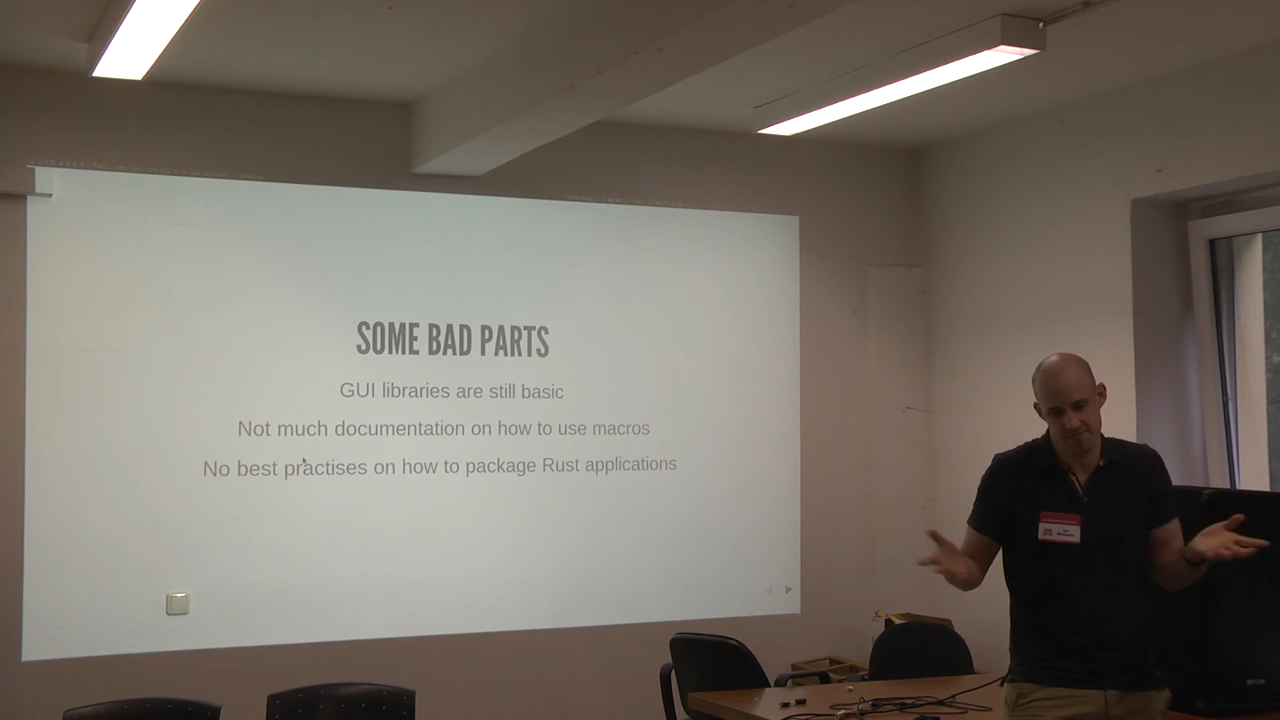 SOME BAD PARTS
GUI libraries are still basic
Not much documentation on how to use macros
No best practises on how to package Rust applications